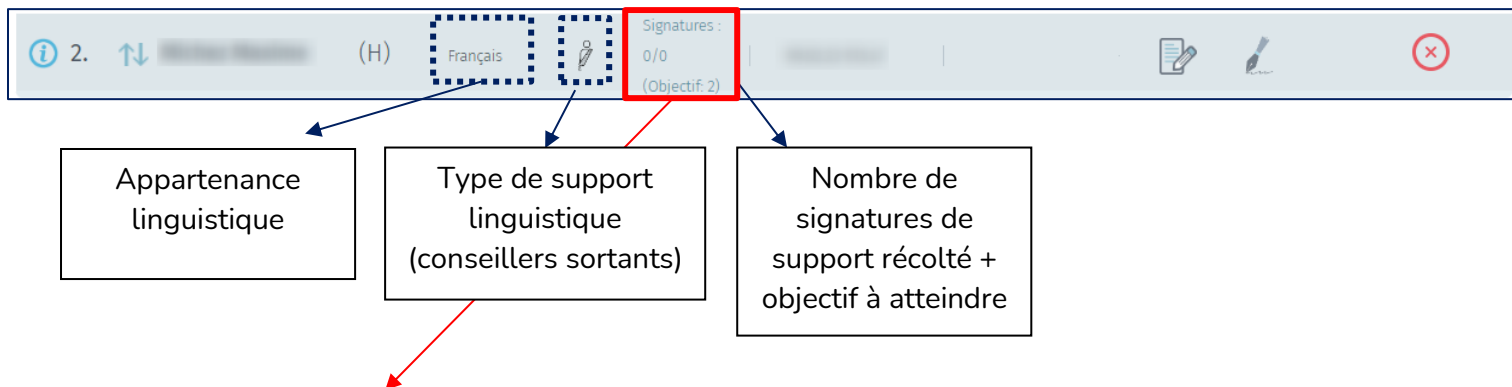 2. (H) Français Signatures :
0/0
(Objectif: 2)
Appartenance
linguistique
Type de support
linguistique
(conseillers sortants)
Nombre de
signatures de
support récolté +
objectif à atteindre